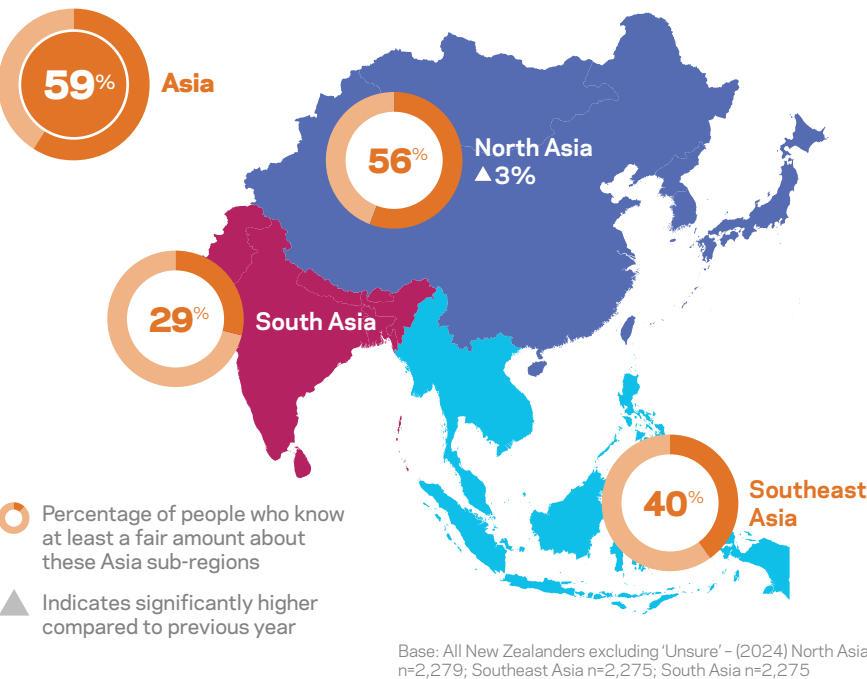 59%
Asia
56%
North Asia
▲3%
29%
South Asia
40%
Southeast
Asia
Percentage of people who know
at least a fair amount about
these Asia sub-regions
Indicates significantly higher
compared to previous year
Base: All New Zealanders excluding ‘Unsure’ – (2024) North Asia
n=2,279; Southeast Asia n=2,275; South Asia n=2,275